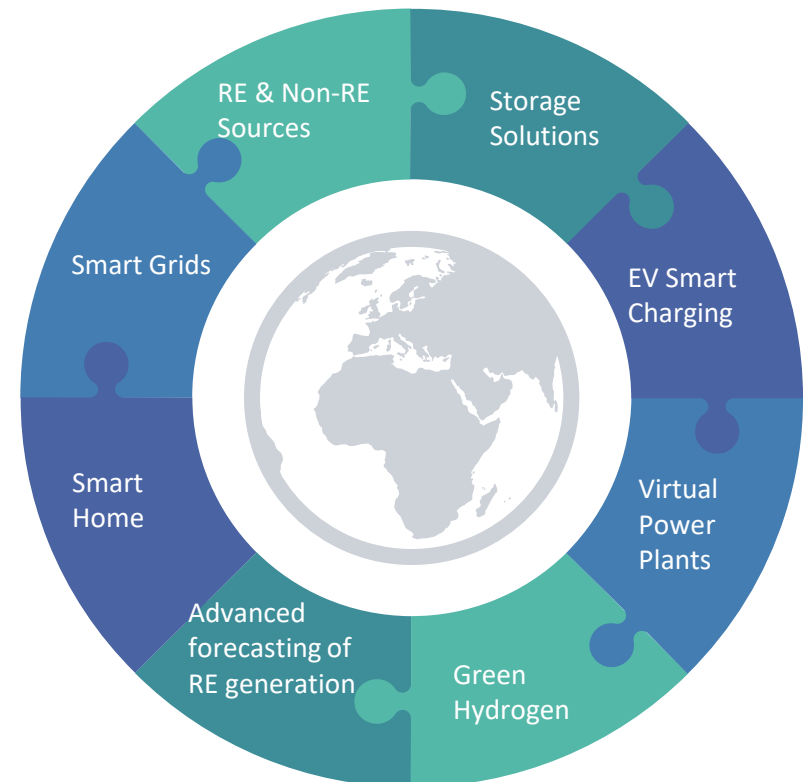 RE & Non-RE
Sources
Storage
Solutions
EV Smart
Charging
Virtual
Power
Plants
Green
Hydrogen
Advanced
forecasting of
RE generation
Smart
Home
Smart Grids